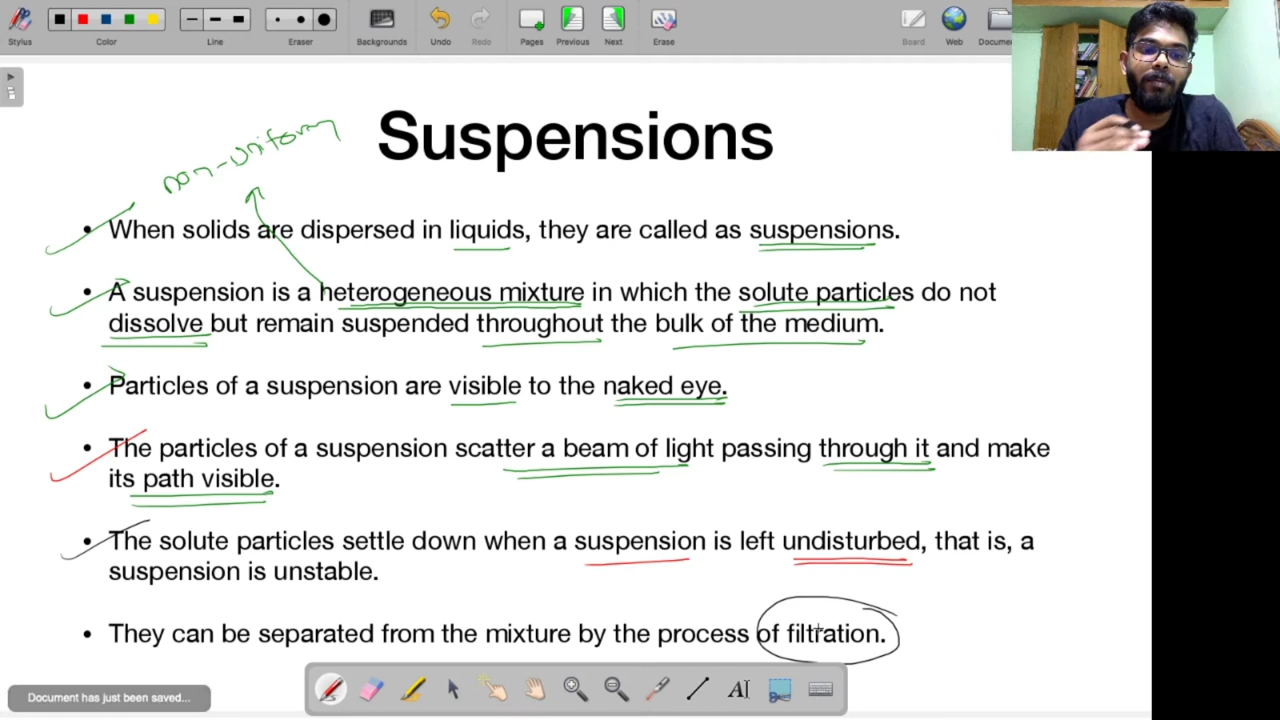 Stylus
Color
Line
Eraser
Backgrounds
Undo
Redo
Pages
Previous
Next
Erase
Board
Web
Suspensions
non-uniform
• When solids are dispersed in liquids, they are called as suspensions.
• A suspension is a heterogeneous mixture in which the solute particles do not
dissolve but remain suspended throughout the bulk of the medium.
• Particles of a suspension are visible to the naked eye.
• The particles of a suspension scatter a beam of light passing through it and make
its path visible.
• The solute particles settle down when a suspension is left undisturbed, that is, a
suspension is unstable.
• They can be separated from the mixture by the process of filtration.
Document has just been saved...